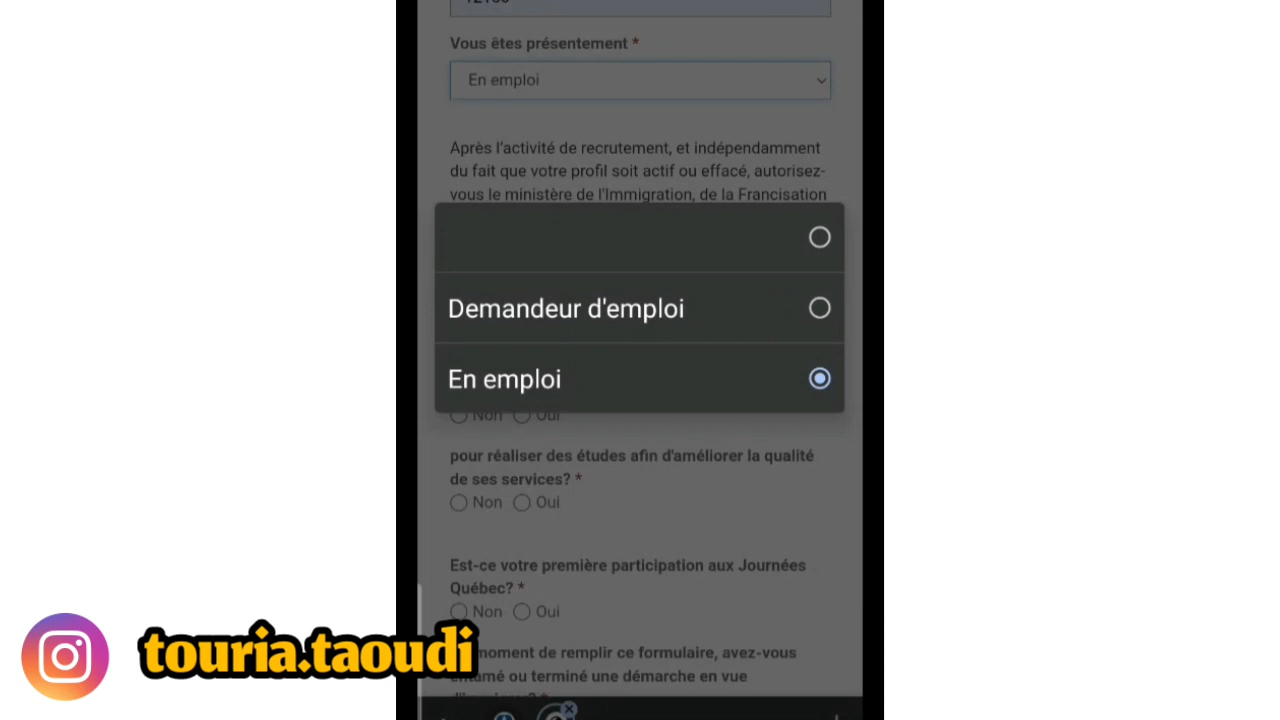 Vous êtes présentement *
En emploi
Après l'activité de recrutement, et indépendamment
du fait que votre profil soit actif ou effacé, autorisez-
vous le ministère de l'Immigration, de la Francisation
Demandeur d'emploi
En emploi
Non Oui
pour réaliser des études afin d'améliorer la qualité
de ses services? *
Non Oui
Est-ce votre première participation aux Journées
Québec? *
Non Oui
moment de remplir ce formulaire, avez-vous
entamé ou terminé une démarche en vue
touria.taoudi